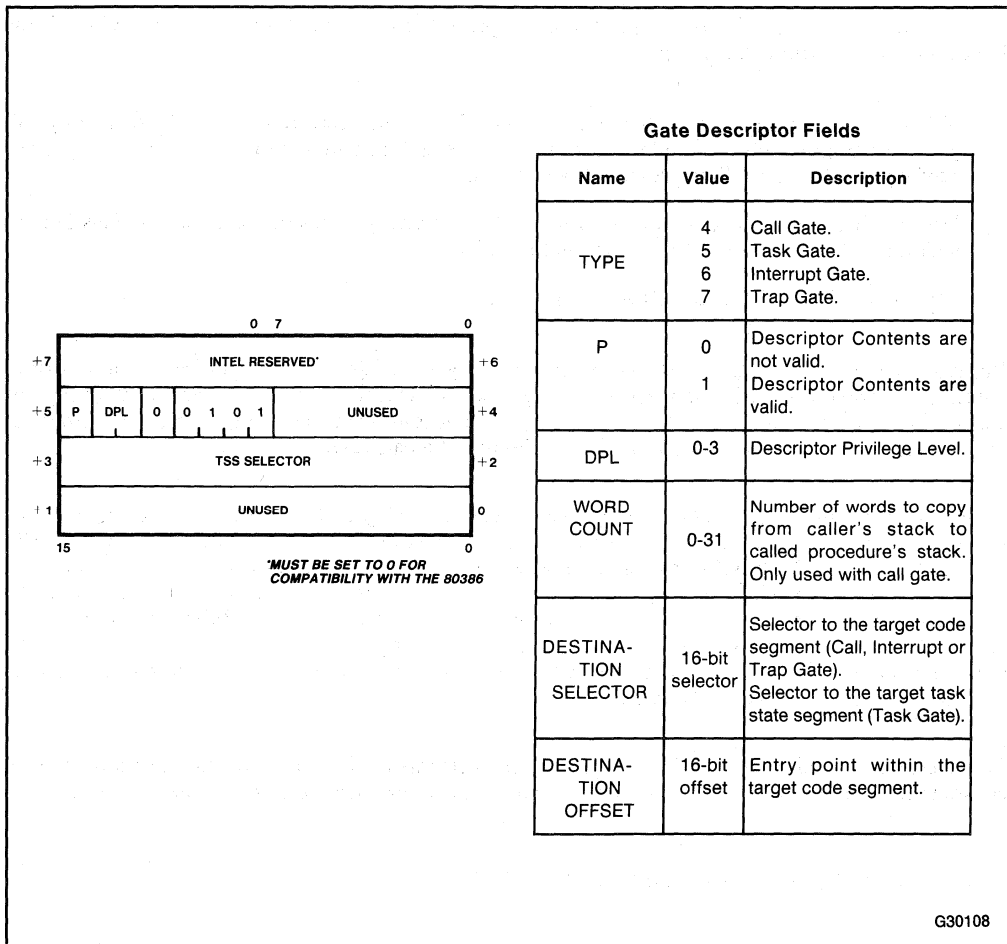 0 7 0
+7 INTEL RESERVED* +6
+5 P DPL 0 0 1 0 1 UNUSED +4
+3 TSS SELECTOR +2
+1 UNUSED 0
15 0
*MUST BE SET TO 0 FOR
COMPATIBILITY WITH THE 80386
Gate Descriptor Fields
Name Value Description
TYPE
4 Call Gate.
5 Task Gate.
6 Interrupt Gate.
7 Trap Gate.
P
0 Descriptor Contents are
not valid.
1 Descriptor Contents are
valid.
DPL 0-3 Descriptor Privilege Level.
WORD
COUNT
0-31
Number of words to copy
from caller's stack to
called procedure's stack.
Only used with call gate.
DESTINA-
TION
SELECTOR
16-bit
selector
Selector to the target code
segment (Call, Interrupt or
Trap Gate).
Selector to the target task
state segment (Task Gate).
DESTINA-
TION
OFFSET
16-bit
offset
Entry point within the
target code segment.
G30108